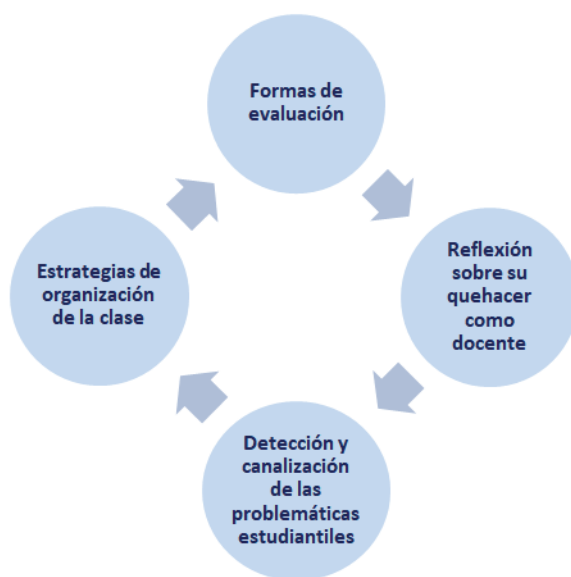 Formas de
evaluación
Reflexión
sobre su
quehacer
como
docente
Detección y
canalización
de las
problemáticas
estudiantiles
Estrategias de
organización
de la clase